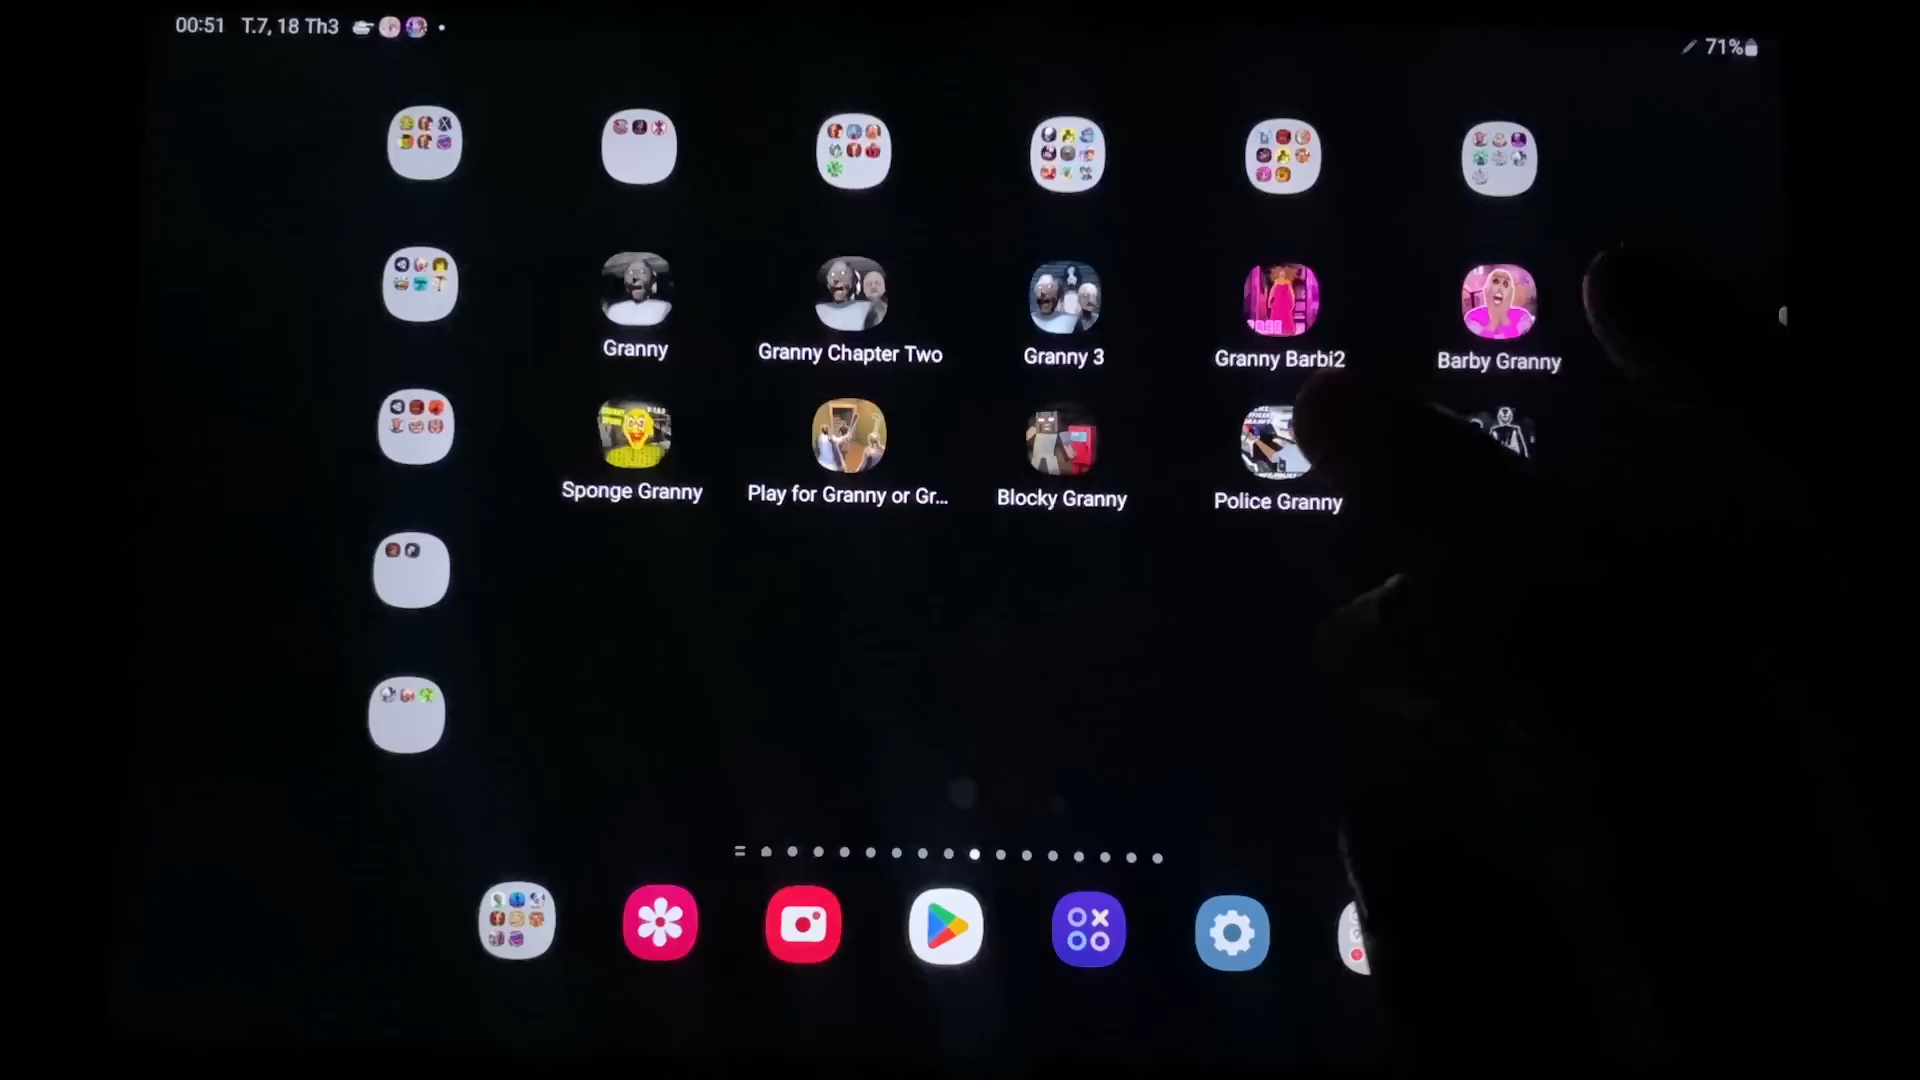 00:51 T.7, 18 Th3
71%
Granny
Granny Chapter Two
Granny 3
Granny Barbi2
Barby Granny
Sponge Granny
Play for Granny or Gr...
Blocky Granny
Police Granny